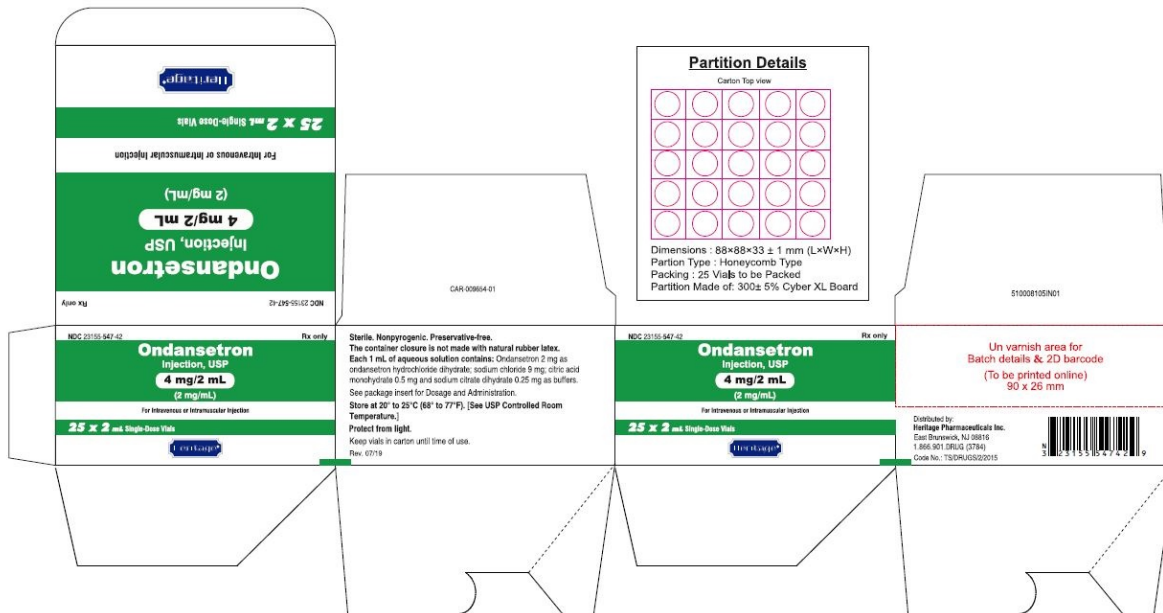 Heritage®
25 x 2 mL Single-Dose Vials
For Intravenous or Intramuscular Injection
(2 mg/mL)
4 mg/2 mL
Injection, USP
Ondansetron
NDC 23155-547-42 Rx only
Partition Details
Carton Top view
Dimensions : 88×88×33 ± 1 mm (L×W×H)
Partion Type : Honeycomb Type
Packing : 25 Vials to be Packed
Partition Made of: 300± 5% Cyber XL Board
CAR-009654-01
510008105IN01
NDC 23155-547-42 Rx only
Ondansetron
Injection, USP
4 mg/2 mL
(2 mg/mL)
For Intravenous or Intramuscular Injection
25 x 2 mL Single-Dose Vials
Heritage®
Sterile. Nonpyrogenic. Preservative-free.
The container closure is not made with natural rubber latex.
Each 1 mL of aqueous solution contains: Ondansetron 2 mg as
ondansetron hydrochloride dihydrate; sodium chloride 9 mg; citric acid
monohydrate 0.5 mg and sodium citrate dihydrate 0.25 mg as buffers.
See package insert for Dosage and Administration.
Store at 20° to 25°C (68° to 77°F). [See USP Controlled Room
Temperature.]
Protect from light.
Keep vials in carton until time of use.
Rev. 07/19
NDC 23155-547-42 Rx only
Ondansetron
Injection, USP
4 mg/2 mL
(2 mg/mL)
For Intravenous or Intramuscular Injection
25 x 2 mL Single-Dose Vials
Heritage®
Un varnish area for
Batch details & 2D barcode
(To be printed online)
90 x 26 mm
Distributed by:
Heritage Pharmaceuticals Inc.
East Brunswick, NJ 08816
1.866.901.DRUG (3784)
Code No.: TS/DRUGS/2/2015
N
3 23155 54742 9